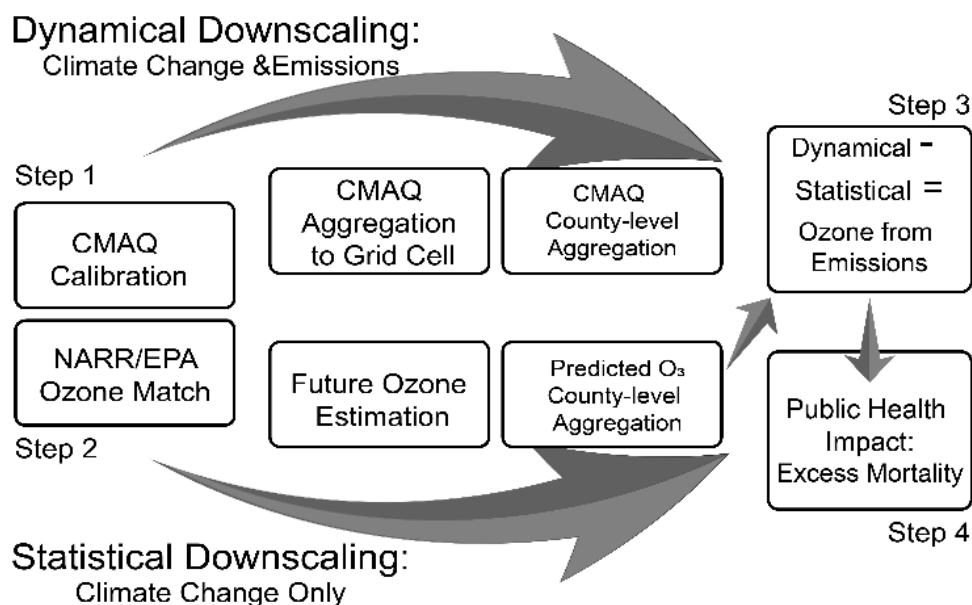 Dynamical Downscaling:
Climate Change &Emissions
Step 1
CMAQ
Calibration
CMAQ
Aggregation
to Grid Cell
CMAQ
County-level
Aggregation
Step 3
Dynamical -
Statistical =
Ozone from
Emissions
NARR/EPA
Ozone Match
Step 2
Future Ozone
Estimation
Predicted O₃
County-level
Aggregation
Public Health
Impact:
Excess Mortality
Step 4
Statistical Downscaling:
Climate Change Only